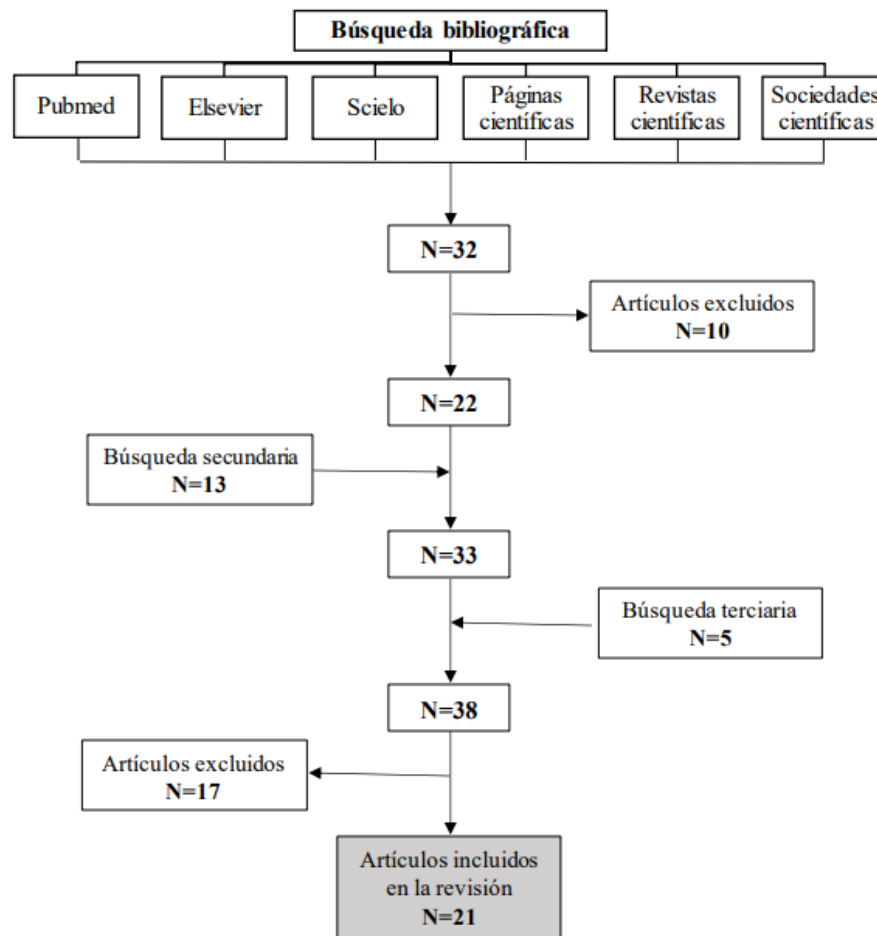 Búsqueda bibliográfica
Pubmed
Elsevier
Scielo
Páginas
científicas
Revistas
científicas
Sociedades
científicas
N=32
Artículos excluidos
N=10
N=22
Búsqueda secundaria
N=13
N=33
Búsqueda terciaria
N=5
N=38
Artículos excluidos
N=17
Artículos incluidos
en la revisión
N=21